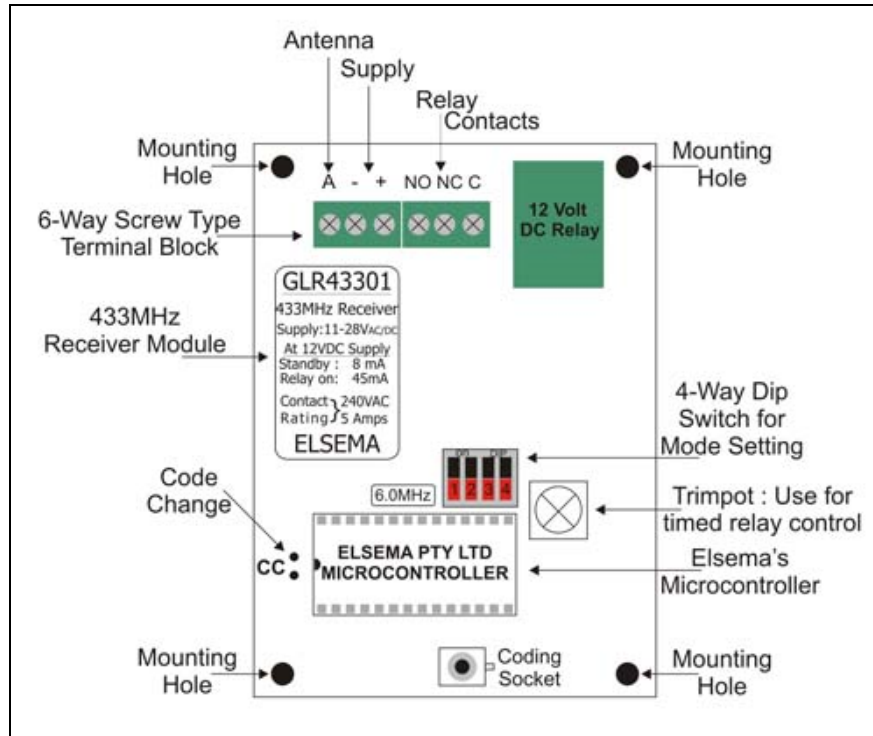 Antenna
Supply
Relay
Contacts
Mounting
Hole
Mounting
Hole
A - + NO NC C
12 Volt
DC Relay
6-Way Screw Type
Terminal Block
GLR43301
433MHz Receiver
Supply:11-28VAC/DC
At 12VDC Supply
Standby : 8 mA
Relay on: 45mA
Contact } 240VAC
Rating 5 Amps
ELSEMA
433MHz
Receiver Module
4-Way Dip
Switch for
Mode Setting
1 2 3 4
6.0MHz
Code
Change
Trimpot : Use for
timed relay control
CC
ELSEMA PTY LTD
MICROCONTROLLER
Elsema's
Microcontroller
Mounting
Hole
Coding
Socket
Mounting
Hole